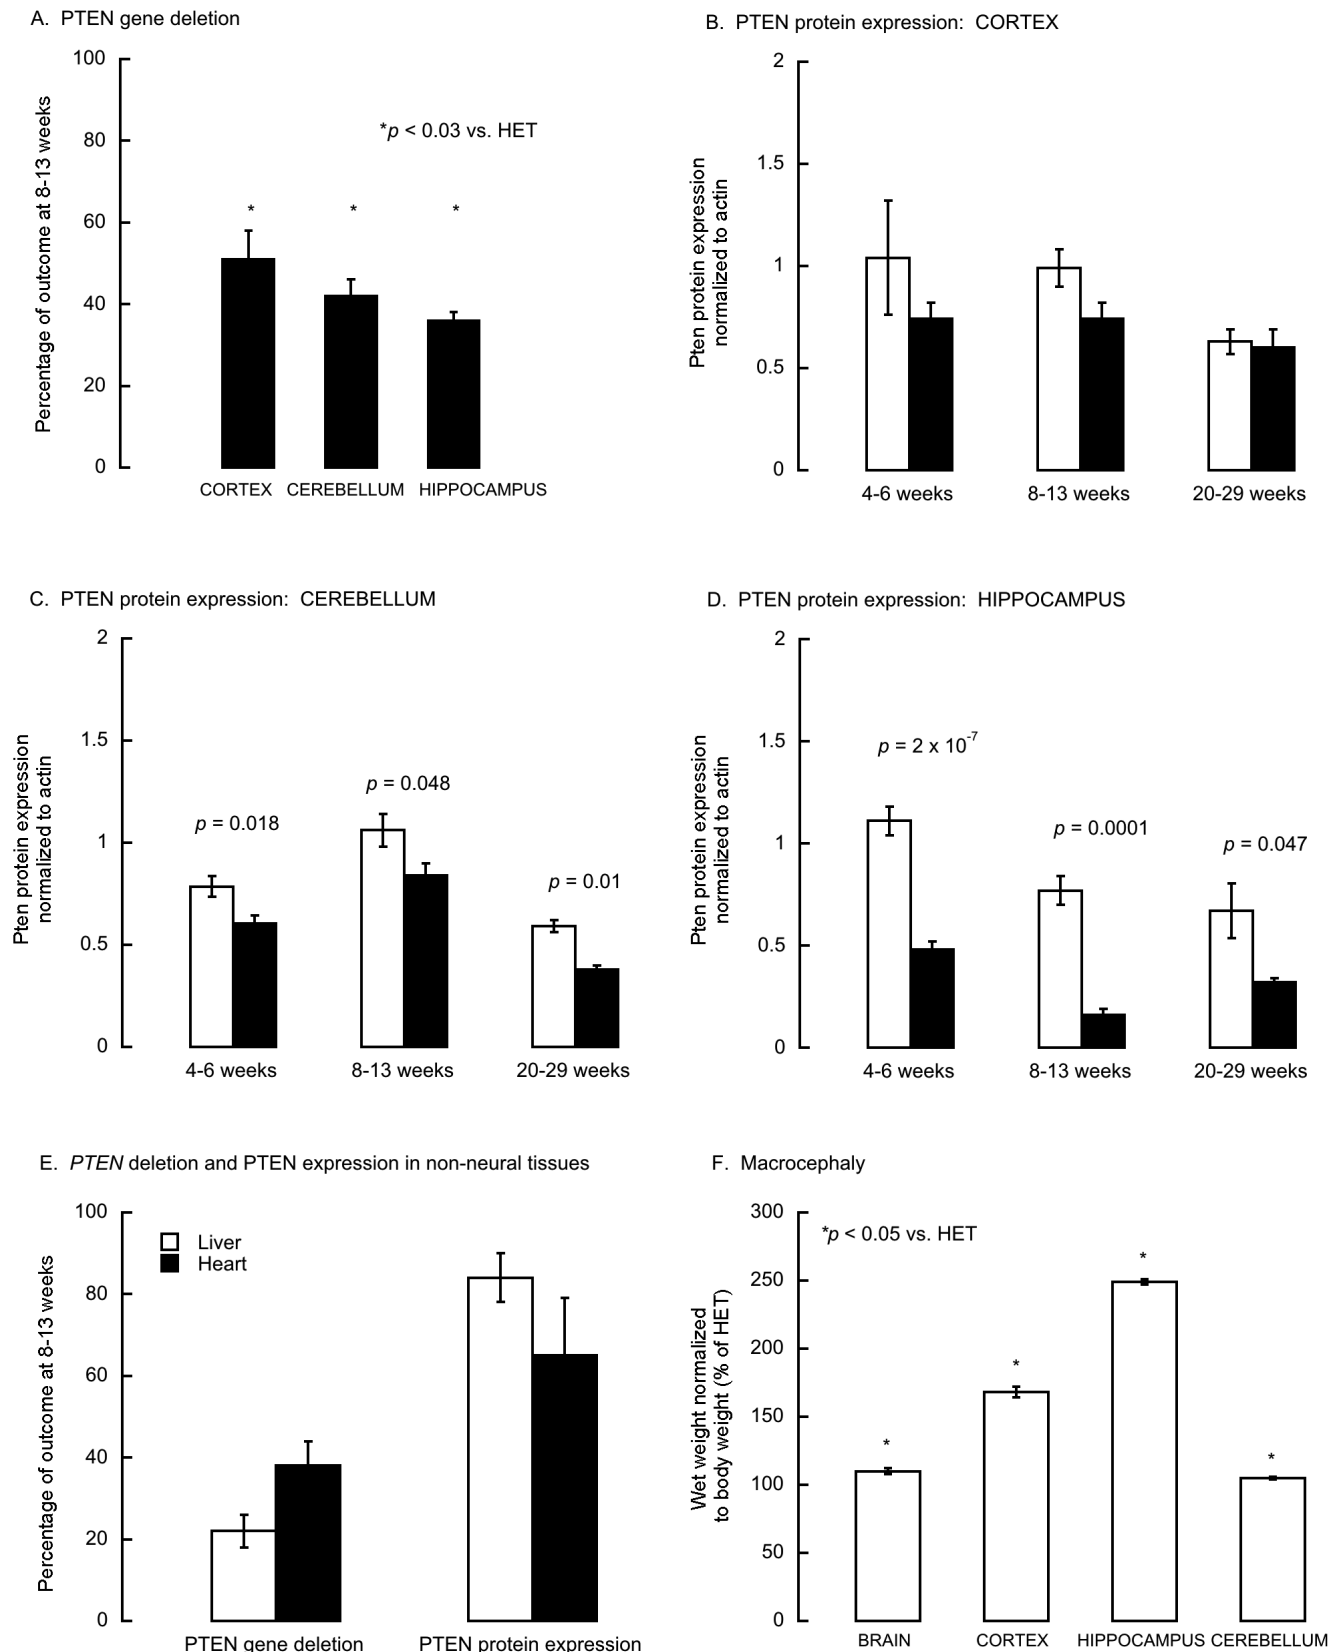 A. PTEN gene deletion
100
80
60
40
20
0
Percentage of outcome at 8-13 weeks
*p < 0.03 vs. HET
* * *
CORTEX CEREBELLUM HIPPOCAMPUS
B. PTEN protein expression: CORTEX
2
1.5
1
0.5
0
Pten protein expression
normalized to actin
4-6 weeks 8-13 weeks 20-29 weeks
C. PTEN protein expression: CEREBELLUM
2
1.5
1
0.5
0
Pten protein expression
normalized to actin
p = 0.018
p = 0.048
p = 0.01
4-6 weeks 8-13 weeks 20-29 weeks
D. PTEN protein expression: HIPPOCAMPUS
2
1.5
1
0.5
0
Pten protein expression
normalized to actin
p = 2 x 10⁻⁷
p = 0.0001
p = 0.047
4-6 weeks 8-13 weeks 20-29 weeks
E. PTEN deletion and PTEN expression in non-neural tissues
100
80
60
40
20
0
Percentage of outcome at 8-13 weeks
Liver
Heart
PTEN gene deletion PTEN protein expression
F. Macrocephaly
300
250
200
150
100
50
0
Wet weight normalized
to body weight (% of HET)
*p < 0.05 vs. HET
* * * *
BRAIN CORTEX HIPPOCAMPUS CEREBELLUM